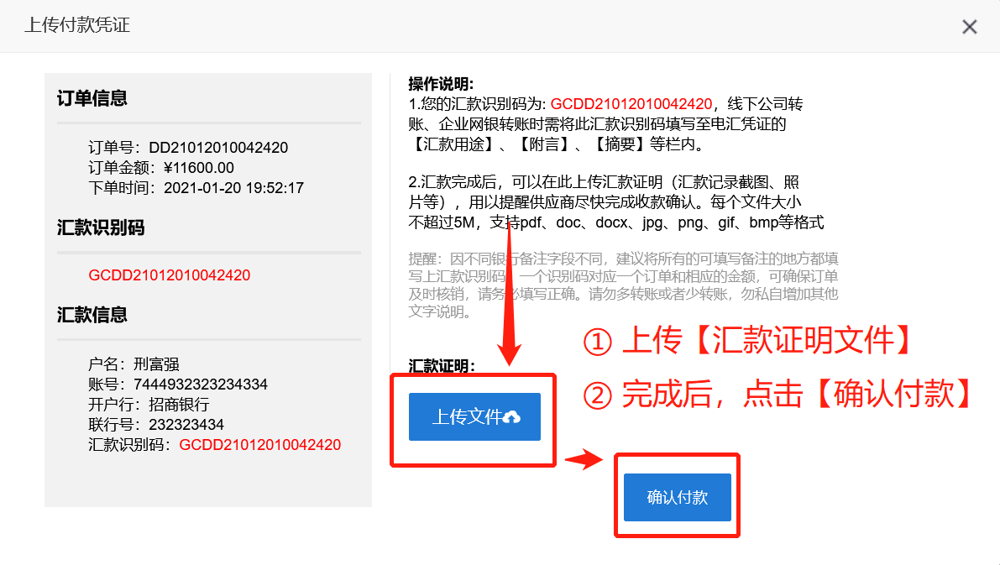 上传付款凭证
订单信息
订单号：DD21012010042420
订单金额：¥11600.00
下单时间：2021-01-20 19:52:17
汇款识别码
GCDD21012010042420
汇款信息
户名：刑富强
账号：7444932323234334
开户行：招商银行
联行号：232323434
汇款识别码：GCDD21012010042420
操作说明:
1.您的汇款识别码为: GCDD21012010042420，线下公司转
账、企业网银转账时需将此汇款识别码填写至电汇凭证的
【汇款用途】、【附言】、【摘要】等栏内。
2.汇款完成后，可以在此上传汇款证明（汇款记录截图、照
片等），用以提醒供应商尽快完成收款确认。每个文件大小
不超过5M，支持pdf、doc、docx、jpg、png、gif、bmp等格式
提醒：因不同银行备注字段不同，建议将所有的可填写备注的地方都填
写上汇款识别码。一个识别码对应一个订单和相应的金额，可确保订单
及时核销，请务必填写正确。请勿多转账或者少转账，勿私自增加其他
文字说明。
汇款证明：
上传文件
① 上传【汇款证明文件】
② 完成后，点击【确认付款】
确认付款